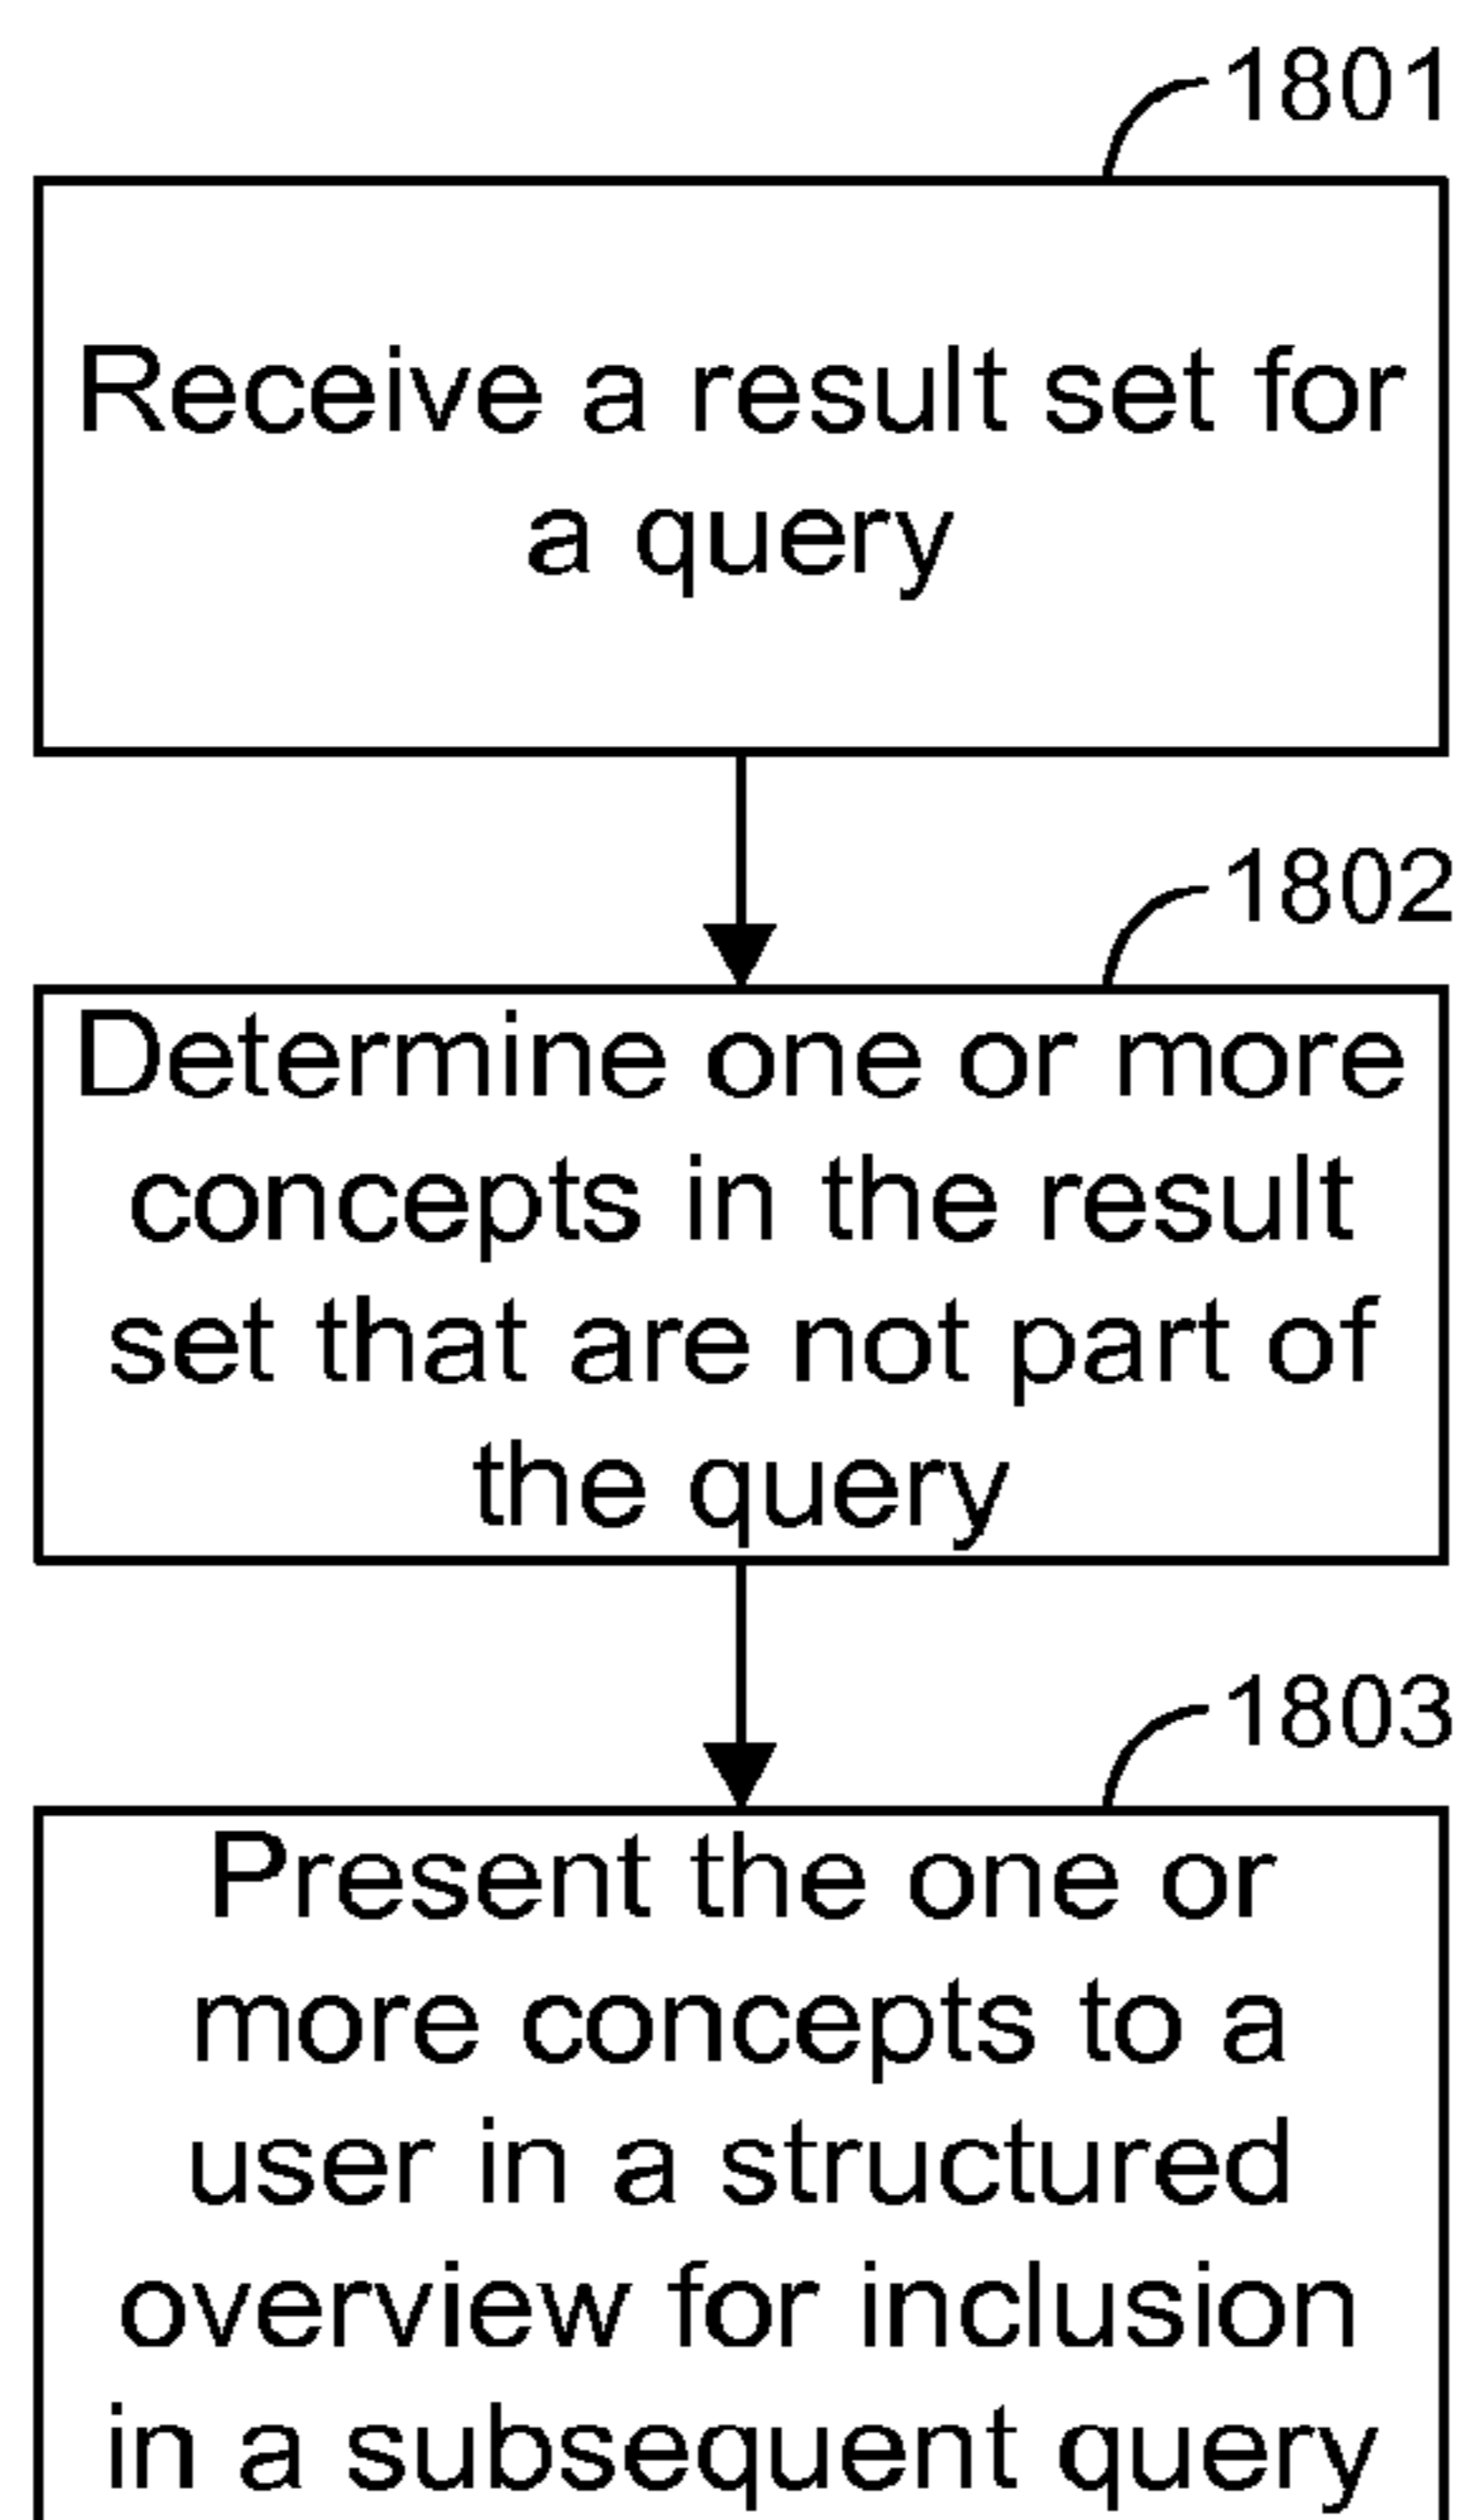 1801
Receive a result set for
a query
1802
Determine one or more
concepts in the result
set that are not part of
the query
1803
Present the one or
more concepts to a
user in a structured
overview for inclusion
in a subsequent query